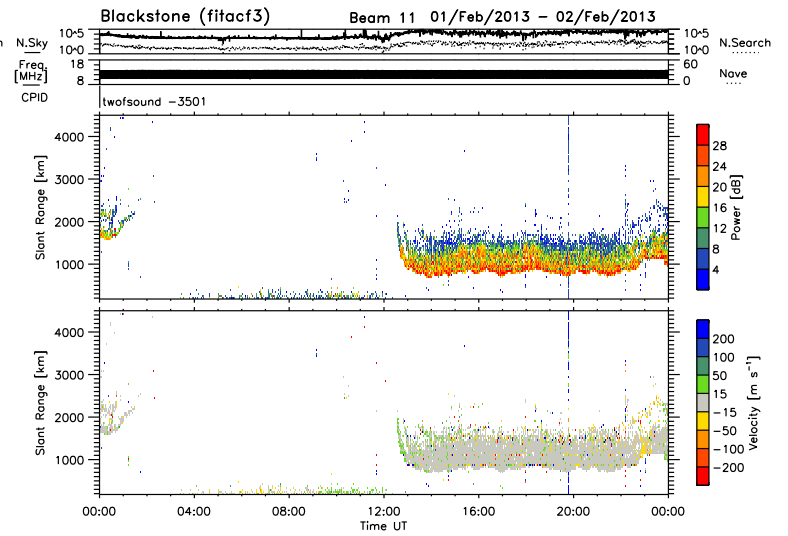 Blackstone (fitacf3) Beam 11 01/Feb/2013 - 02/Feb/2013
N.Sky 10^5 10^0 10^5 10^0 N.Search
Freq. [MHz] 18 16 14 12 10 8 60 0 Nave
CPID twofsound -3501
Slant Range [km]
4000
3000
2000
1000
28
24
20
16
12
8
4
Power [dB]
Slant Range [km]
4000
3000
2000
1000
200
100
50
15
-15
-50
-100
-200
Velocity [m s⁻¹]
00:00 04:00 08:00 12:00 16:00 20:00 00:00
Time UT